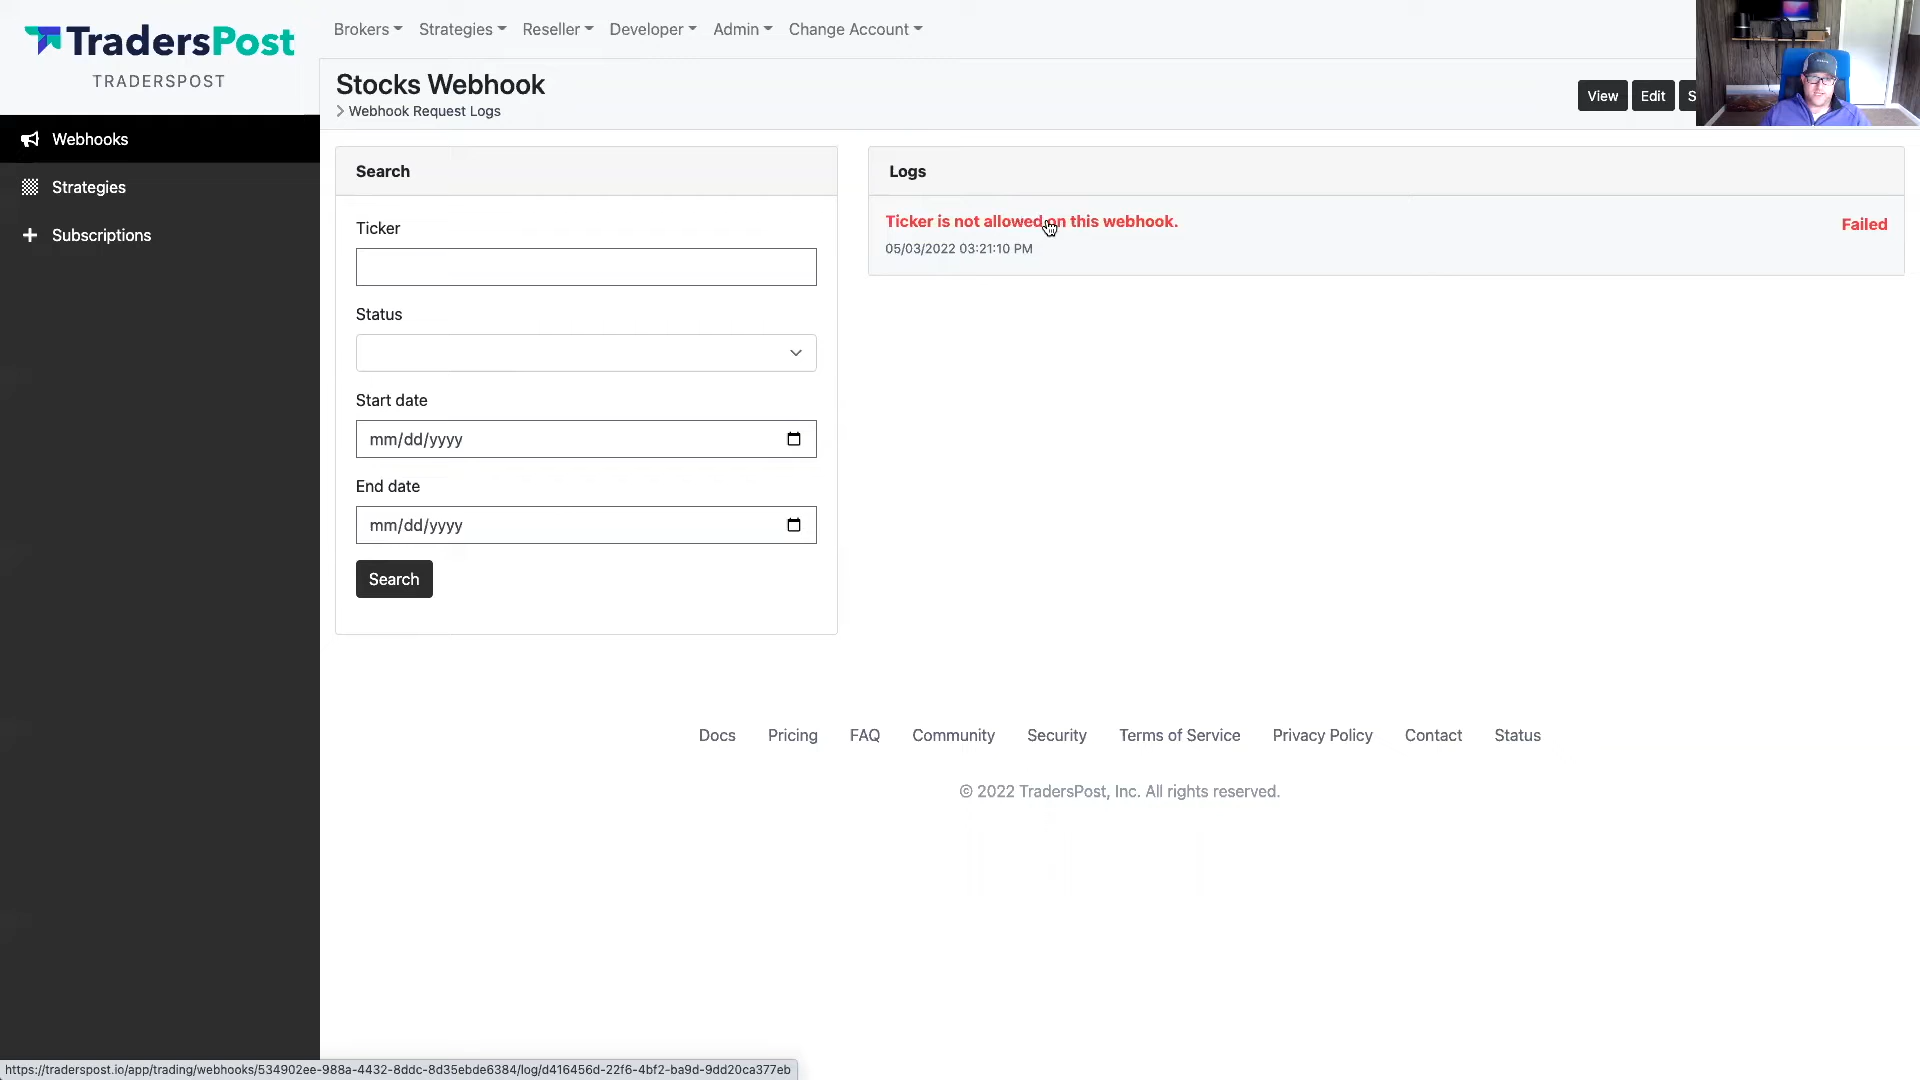 TradersPost
TRADERSPOST
Brokers
Strategies
Reseller
Developer
Admin
Change Account
Stocks Webhook
Webhook Request Logs
View
Edit
S
Webhooks
Strategies
Subscriptions
Search
Ticker
Status
Start date
mm/dd/yyyy
End date
mm/dd/yyyy
Search
Logs
Ticker is not allowed on this webhook.
Failed
05/03/2022 03:21:10 PM
Docs Pricing FAQ Community Security Terms of Service Privacy Policy Contact Status
© 2022 TradersPost, Inc. All rights reserved.
https://traderspost.io/app/trading/webhooks/534902ee-988a-4432-8ddc-8d35ebde6384/log/d416456d-22f6-4bf2-ba9d-9dd20ca377eb